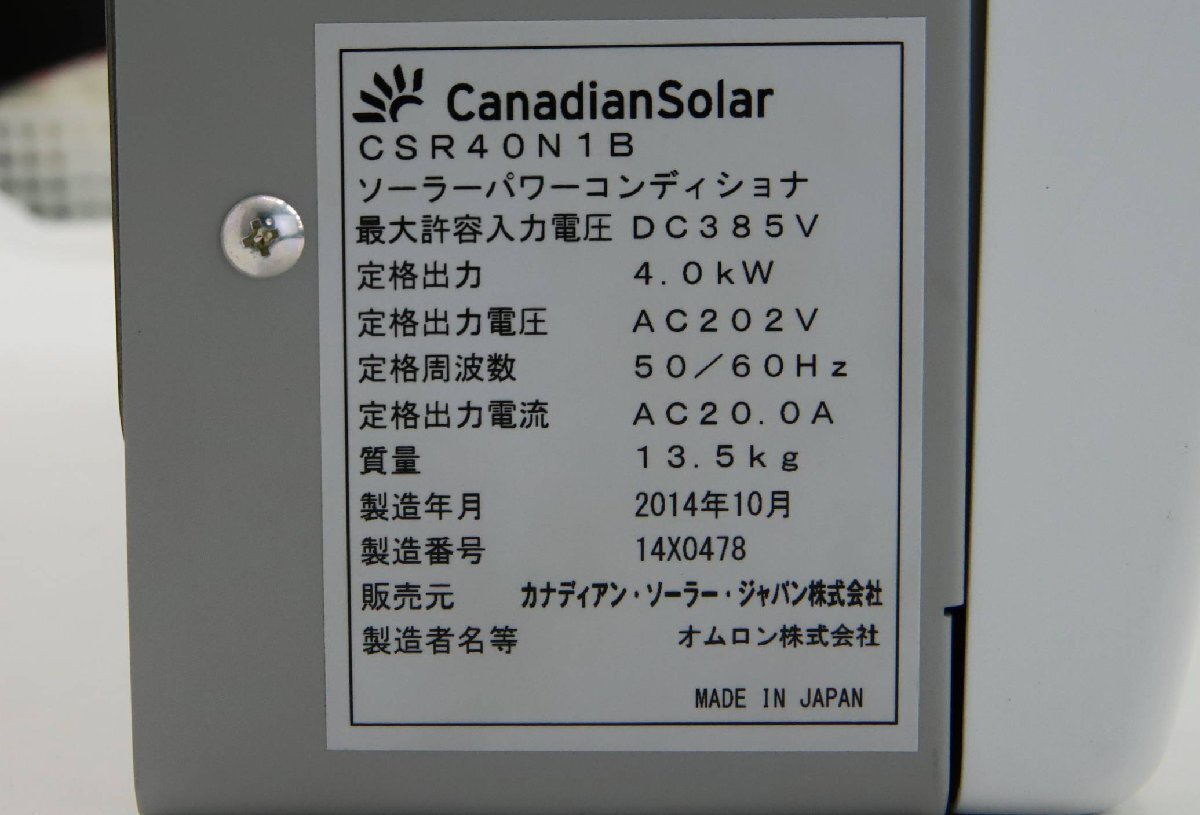 CanadianSolar
ＣＳＲ４０Ｎ１Ｂ
ソーラーパワーコンディショナ
最大許容入力電圧 ＤＣ３８５Ｖ
定格出力 ４．０ｋＷ
定格出力電圧 ＡＣ２０２Ｖ
定格周波数 ５０／６０Ｈｚ
定格出力電流 ＡＣ２０．０Ａ
質量 １３．５ｋｇ
製造年月 2014年10月
製造番号 14X0478
販売元 カナディアン・ソーラー・ジャパン株式会社
製造者名等 オムロン株式会社
MADE IN JAPAN